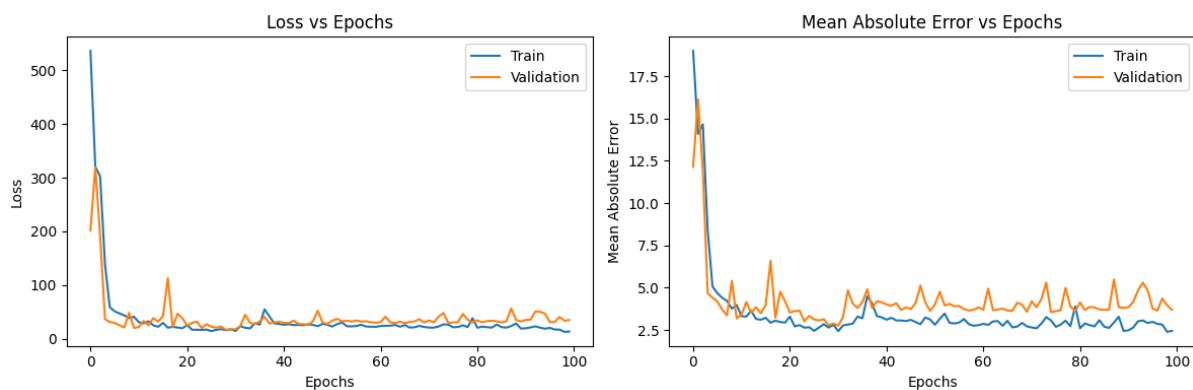 Loss vs Epochs
500
400
300
200
100
0
Loss
0
20
40
60
80
100
Epochs
Train
Validation
Mean Absolute Error vs Epochs
17.5
15.0
12.5
10.0
7.5
5.0
2.5
Mean Absolute Error
0
20
40
60
80
100
Epochs
Train
Validation